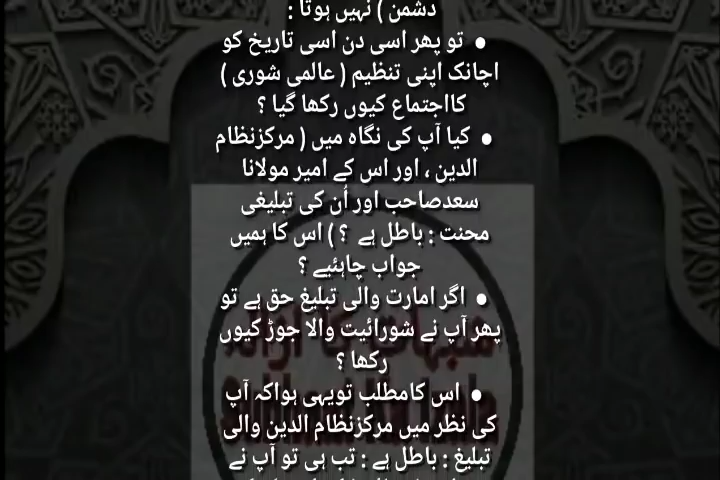 دشمن ) نہیں ہوتا :
• تو پھر اسی دن اسی تاریخ کو
اچانک اپنی تنظیم ( عالمی شوری )
کااجتماع کیوں رکھا گیا ؟
• کیا آپ کی نگاہ میں ( مرکزنظام
الدین ، اور اس کے امیر مولانا
سعدصاحب اور اُن کی تبلیغی
محنت : باطل ہے ؟ ) اس کا ہمیں
جواب چاہئیے ؟
• اگر امارت والی تبلیغ حق ہے تو
پھر آپ نے شورائیت والا جوڑ کیوں
رکھا ؟
• اس کامطلب تویہی ہواکہ آپ
کی نظر میں مرکزنظام الدین والی
تبلیغ : باطل ہے : تب ہی تو آپ نے